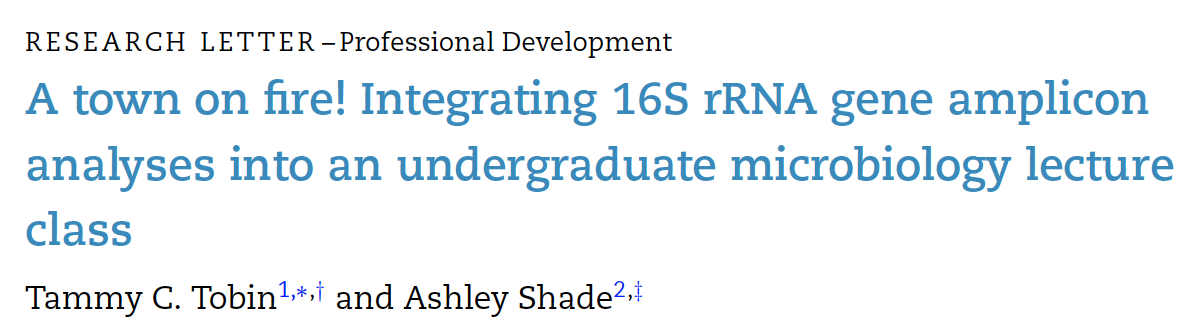 RESEARCH LETTER – Professional Development
A town on fire! Integrating 16S rRNA gene amplicon
analyses into an undergraduate microbiology lecture
class
Tammy C. Tobin1,∗,† and Ashley Shade2,‡